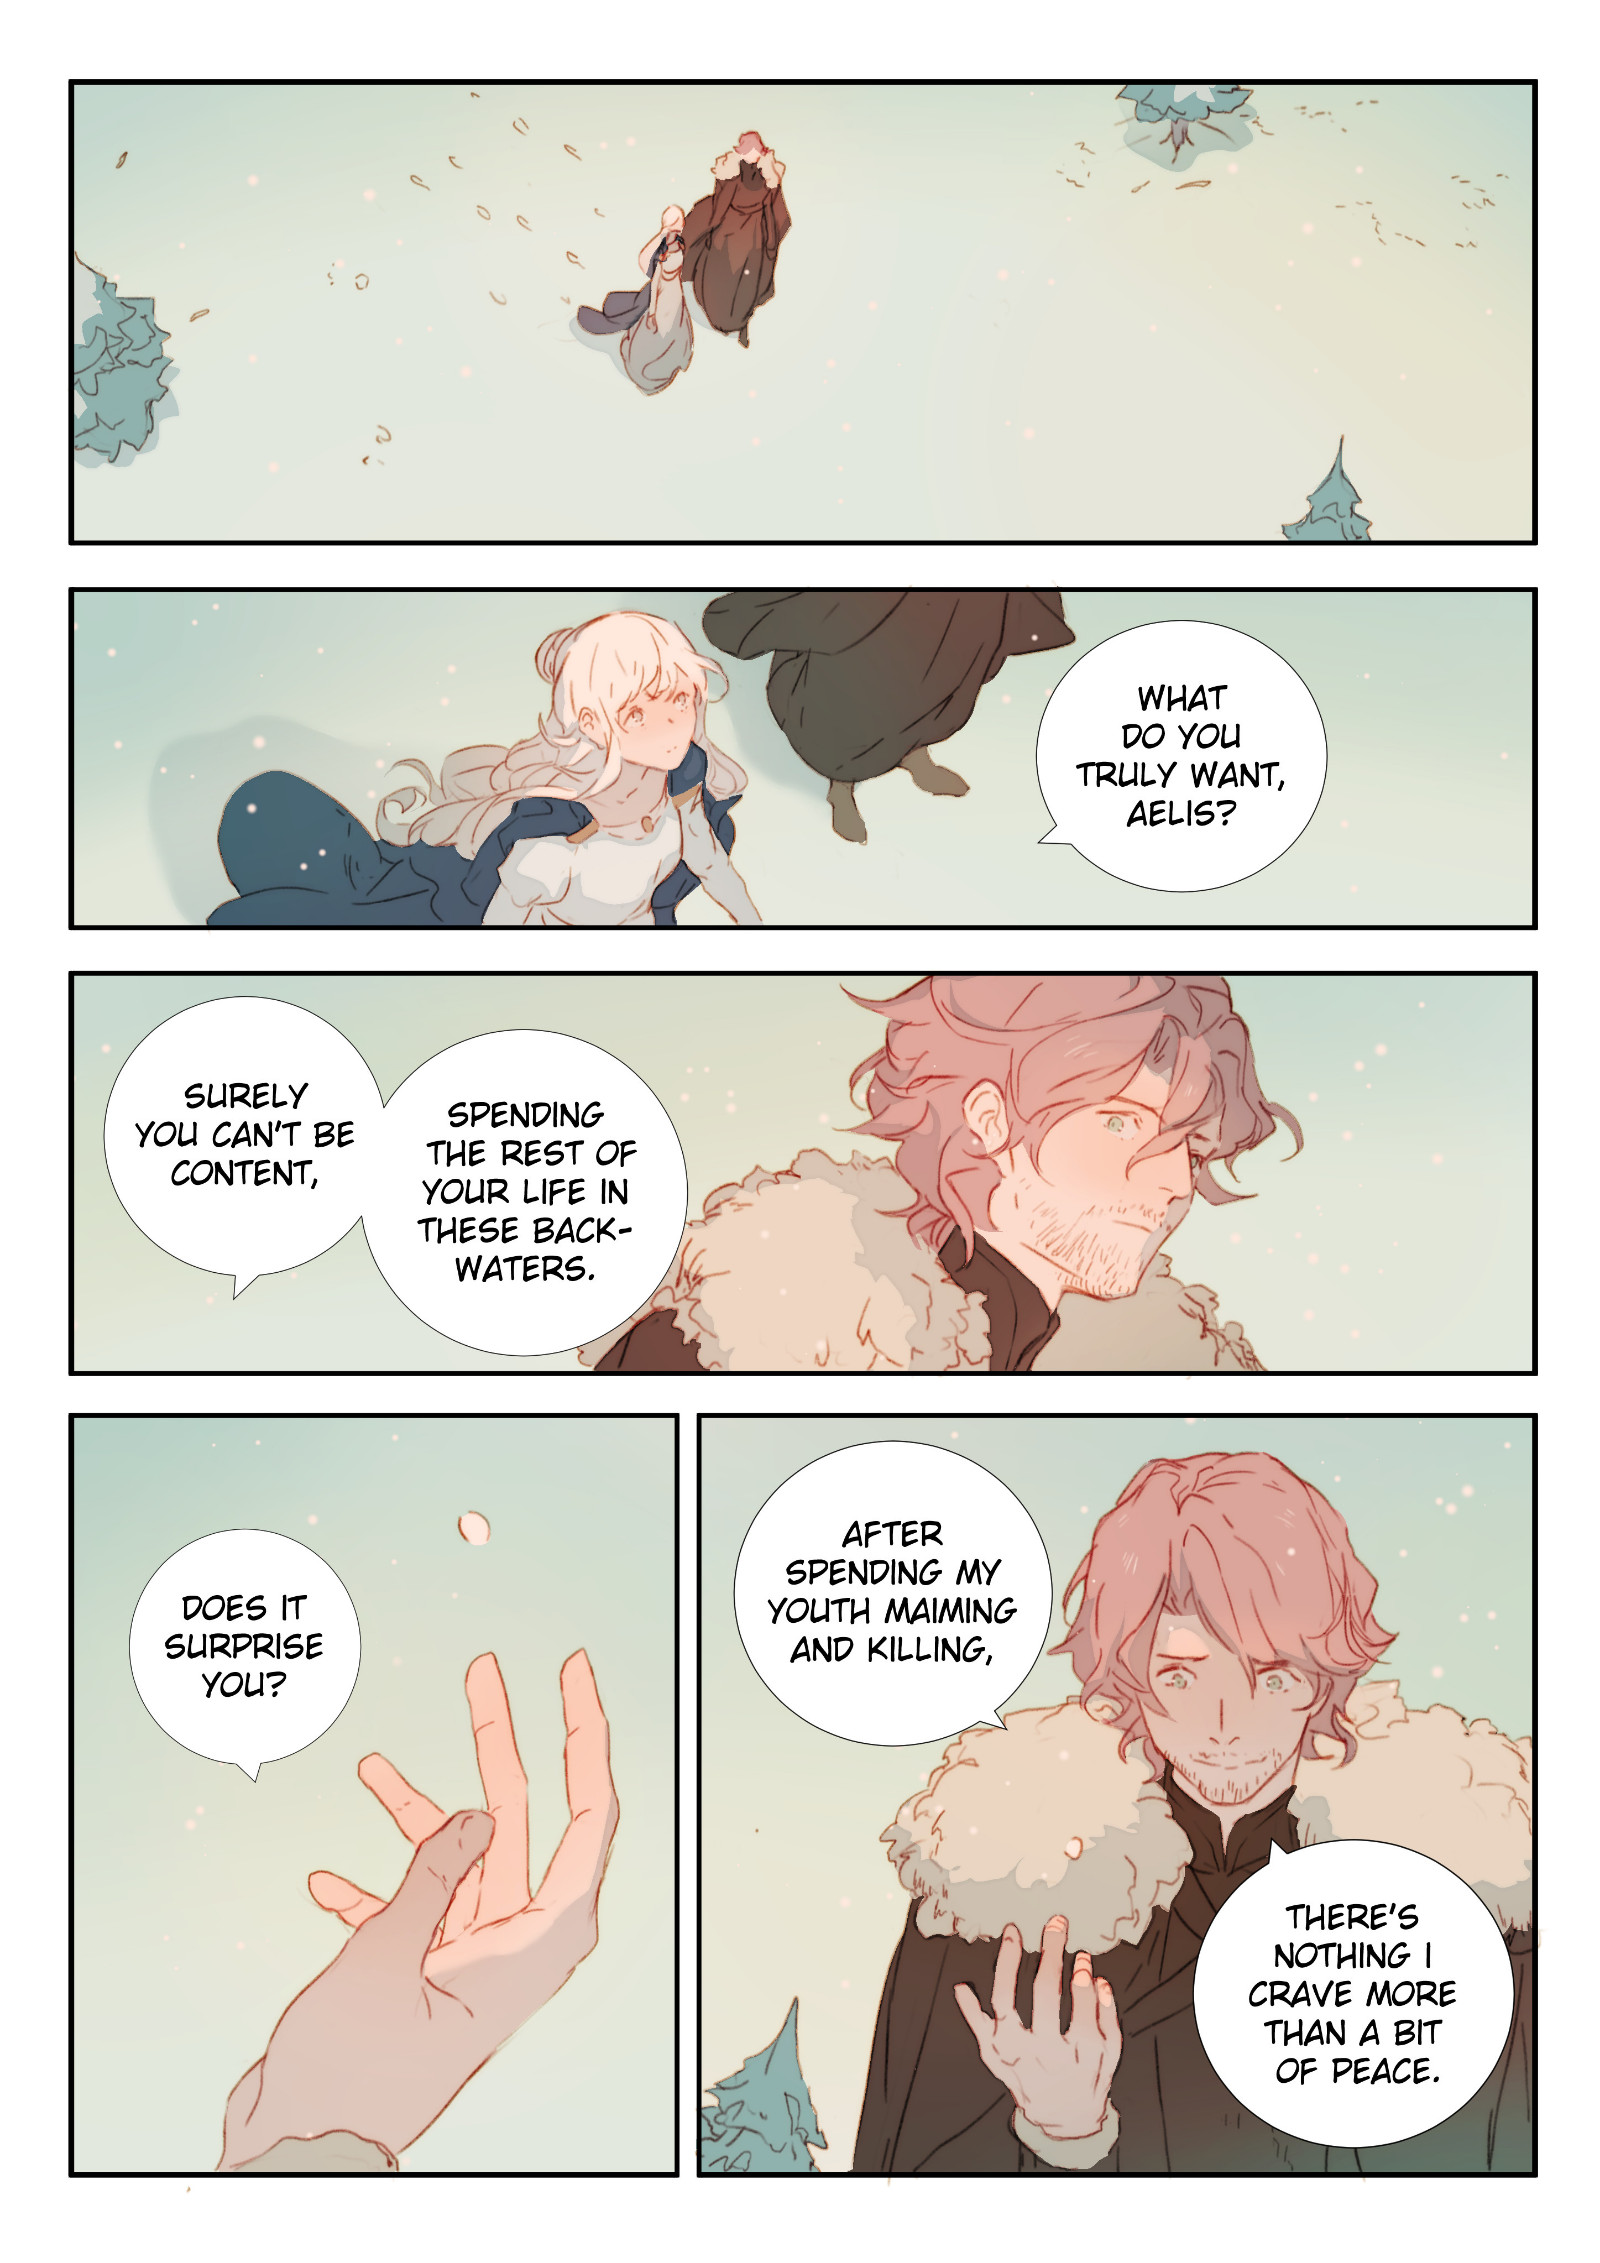 WHAT
DO YOU
TRULY WANT,
AELIS?
SURELY
YOU CAN'T BE
CONTENT,
SPENDING
THE REST OF
YOUR LIFE IN
THESE BACK-
WATERS.
DOES IT
SURPRISE
YOU?
AFTER
SPENDING MY
YOUTH MAIMING
AND KILLING,
THERE'S
NOTHING I
CRAVE MORE
THAN A BIT
OF PEACE.